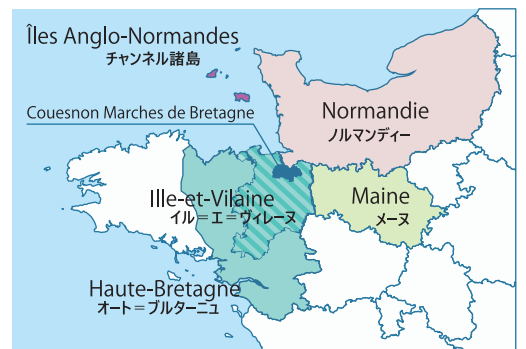 Îles Anglo-Normandes
チャンネル諸島
Couesnon Marches de Bretagne
Normandie
ノルマンディー
Ille-et-Vilaine
イル＝エ＝ヴィレーヌ
Maine
メーヌ
Haute-Bretagne
オート＝ブルターニュ